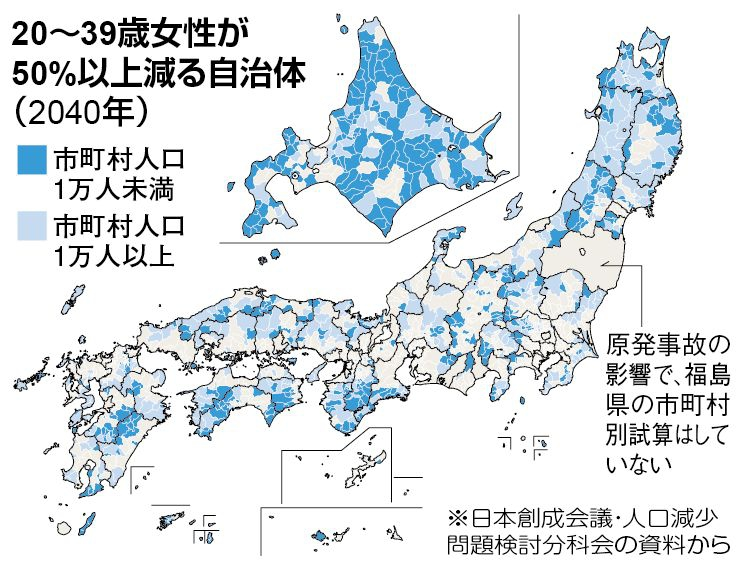 20〜39歳女性が
50%以上減る自治体
（2040年）
市町村人口
1万人未満
市町村人口
1万人以上
原発事故の
影響で、福島
県の市町村
別試算はして
いない
※日本創成会議・人口減少
問題検討分科会の資料から